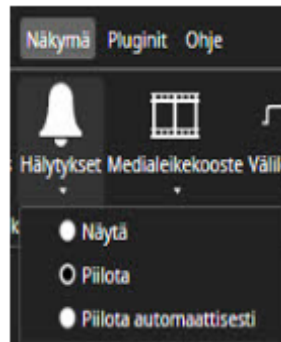 Näkymä Pluginit Ohje
Hälytykset Medialeikekooste
Näytä
Piilota
Piilota automaattisesti